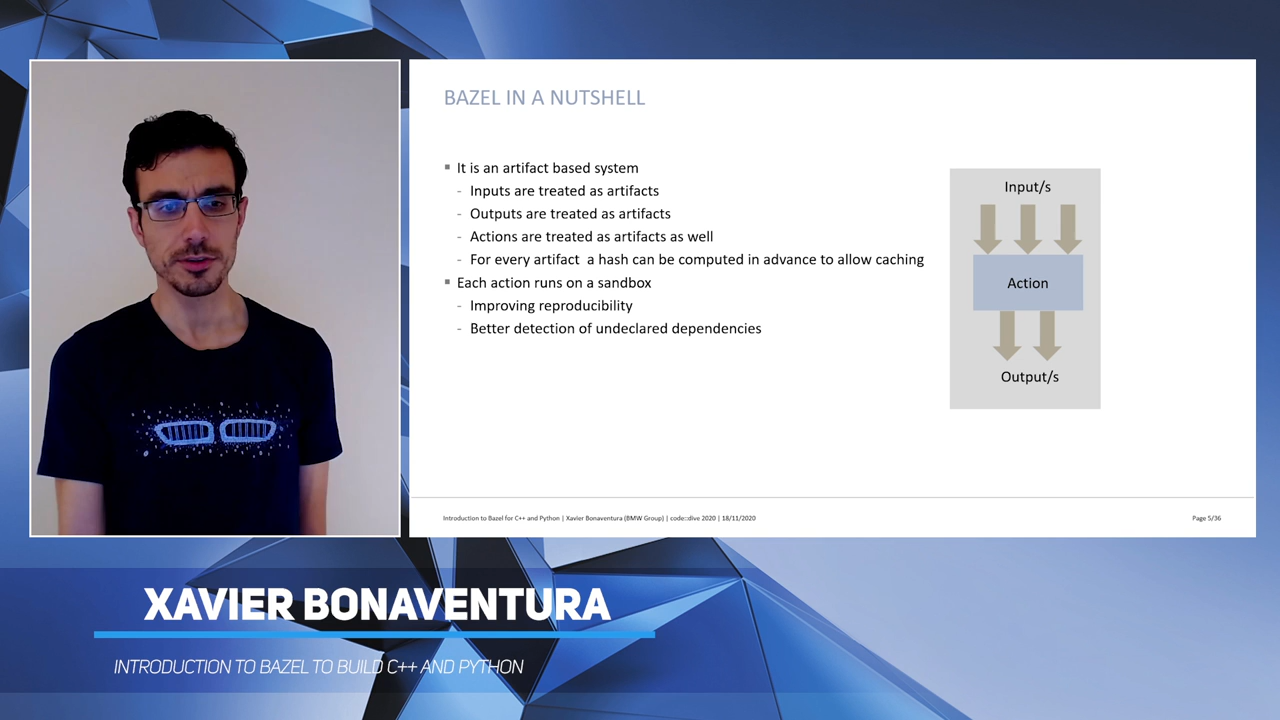 BAZEL IN A NUTSHELL
It is an artifact based system
- Inputs are treated as artifacts
- Outputs are treated as artifacts
- Actions are treated as artifacts as well
- For every artifact a hash can be computed in advance to allow caching
Each action runs on a sandbox
- Improving reproducibility
- Better detection of undeclared dependencies
Input/s
Action
Output/s
Introduction to Bazel for C++ and Python | Xavier Bonaventura (BMW Group) | code::dive 2020 | 18/11/2020
Page 5/36
XAVIER BONAVENTURA
INTRODUCTION TO BAZEL TO BUILD C++ AND PYTHON